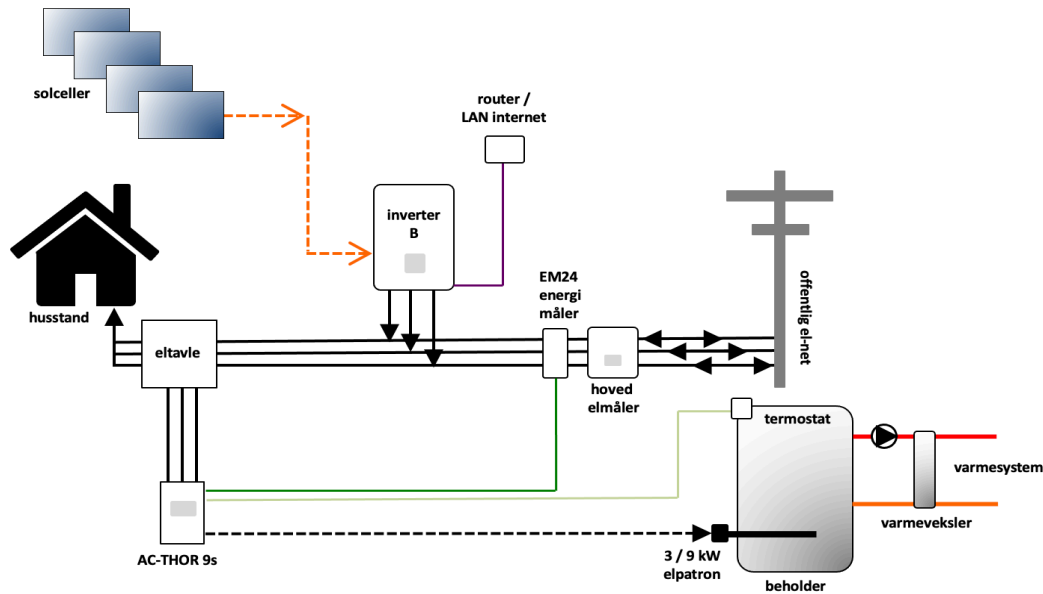 solceller
router /
LAN internet
inverter
B
EM24
energi
måler
offentlig el-net
husstand
eltavle
hoved
elmåler
termostat
varmesystem
varmeveksler
AC-THOR 9s
3 / 9 kW
elpatron
beholder